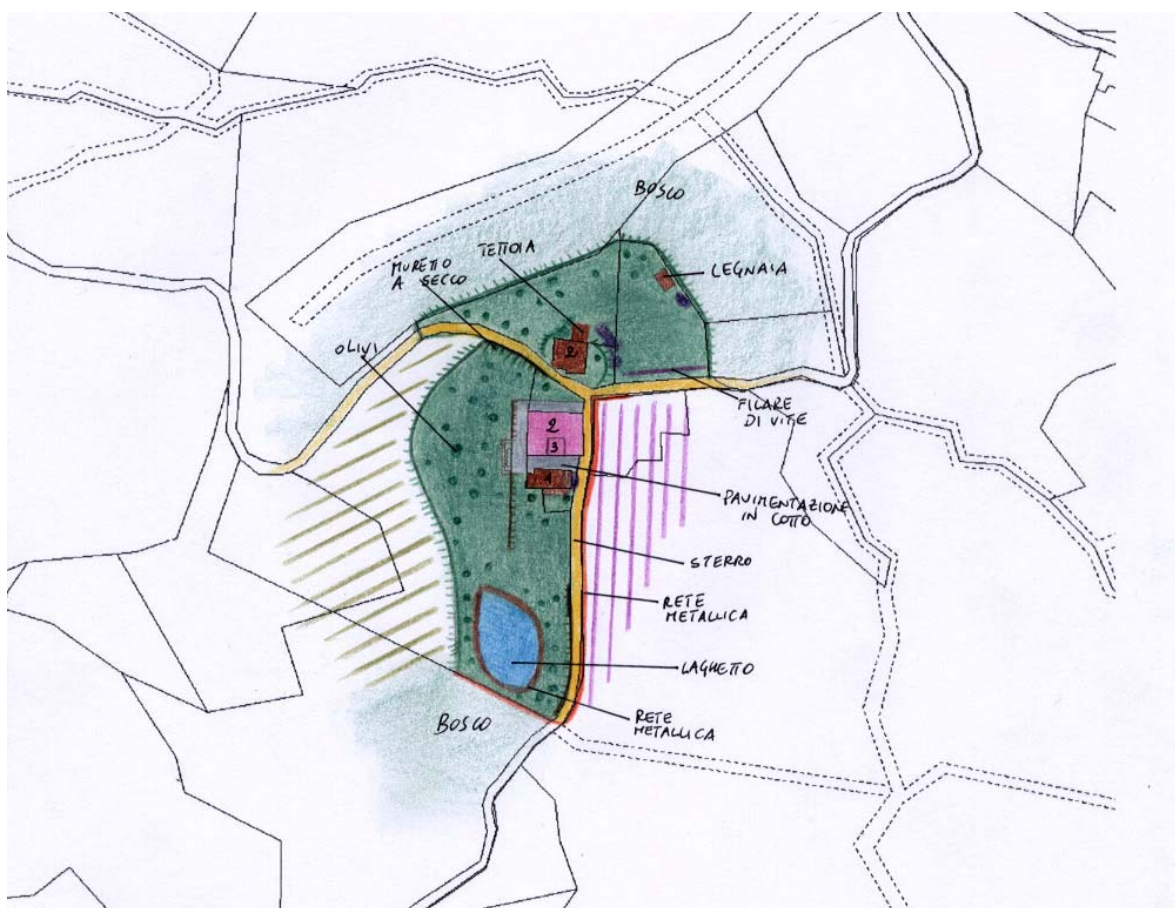 BOSCO
TETTOIA
MURETTO
A SECCO
LEGNAIA
OLIVI
2
FILARE
DI VITE
2
3
1
PAVIMENTAZIONE
IN COTTO
STERRO
RETE
METALLICA
LAGHETTO
RETE
METALLICA
BOSCO